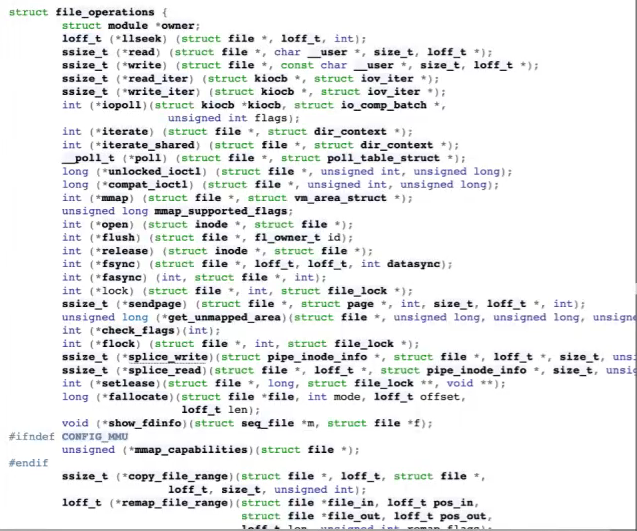 struct file_operations {
struct module *owner;
loff_t (*llseek) (struct file *, loff_t, int);
ssize_t (*read) (struct file *, char __user *, size_t, loff_t *);
ssize_t (*write) (struct file *, const char __user *, size_t, loff_t *);
ssize_t (*read_iter) (struct kiocb *, struct iov_iter *);
ssize_t (*write_iter) (struct kiocb *, struct iov_iter *);
int (*iopoll)(struct kiocb *kiocb, struct io_comp_batch *,
unsigned int flags);
int (*iterate) (struct file *, struct dir_context *);
int (*iterate_shared) (struct file *, struct dir_context *);
__poll_t (*poll) (struct file *, struct poll_table_struct *);
long (*unlocked_ioctl) (struct file *, unsigned int, unsigned long);
long (*compat_ioctl) (struct file *, unsigned int, unsigned long);
int (*mmap) (struct file *, struct vm_area_struct *);
unsigned long mmap_supported_flags;
int (*open) (struct inode *, struct file *);
int (*flush) (struct file *, fl_owner_t id);
int (*release) (struct inode *, struct file *);
int (*fsync) (struct file *, loff_t, loff_t, int datasync);
int (*fasync) (int, struct file *, int);
int (*lock) (struct file *, int, struct file_lock *);
ssize_t (*sendpage) (struct file *, struct page *, int, size_t, loff_t *, int);
unsigned long (*get_unmapped_area)(struct file *, unsigned long, unsigned long, unsigne
int (*check_flags)(int);
int (*flock) (struct file *, int, struct file_lock *);
ssize_t (*splice_write)(struct pipe_inode_info *, struct file *, loff_t *, size_t, uns
ssize_t (*splice_read)(struct file *, loff_t *, struct pipe_inode_info *, size_t, unsig
int (*setlease)(struct file *, long, struct file_lock **, void **);
long (*fallocate)(struct file *file, int mode, loff_t offset,
loff_t len);
void (*show_fdinfo)(struct seq_file *m, struct file *f);
#ifndef CONFIG_MMU
unsigned (*mmap_capabilities)(struct file *);
#endif
ssize_t (*copy_file_range)(struct file *, loff_t, struct file *,
loff_t, size_t, unsigned int);
loff_t (*remap_file_range)(struct file *file_in, loff_t pos_in,
struct file *file_out, loff_t pos_out,
loff_t len, unsigned int remap_flags);